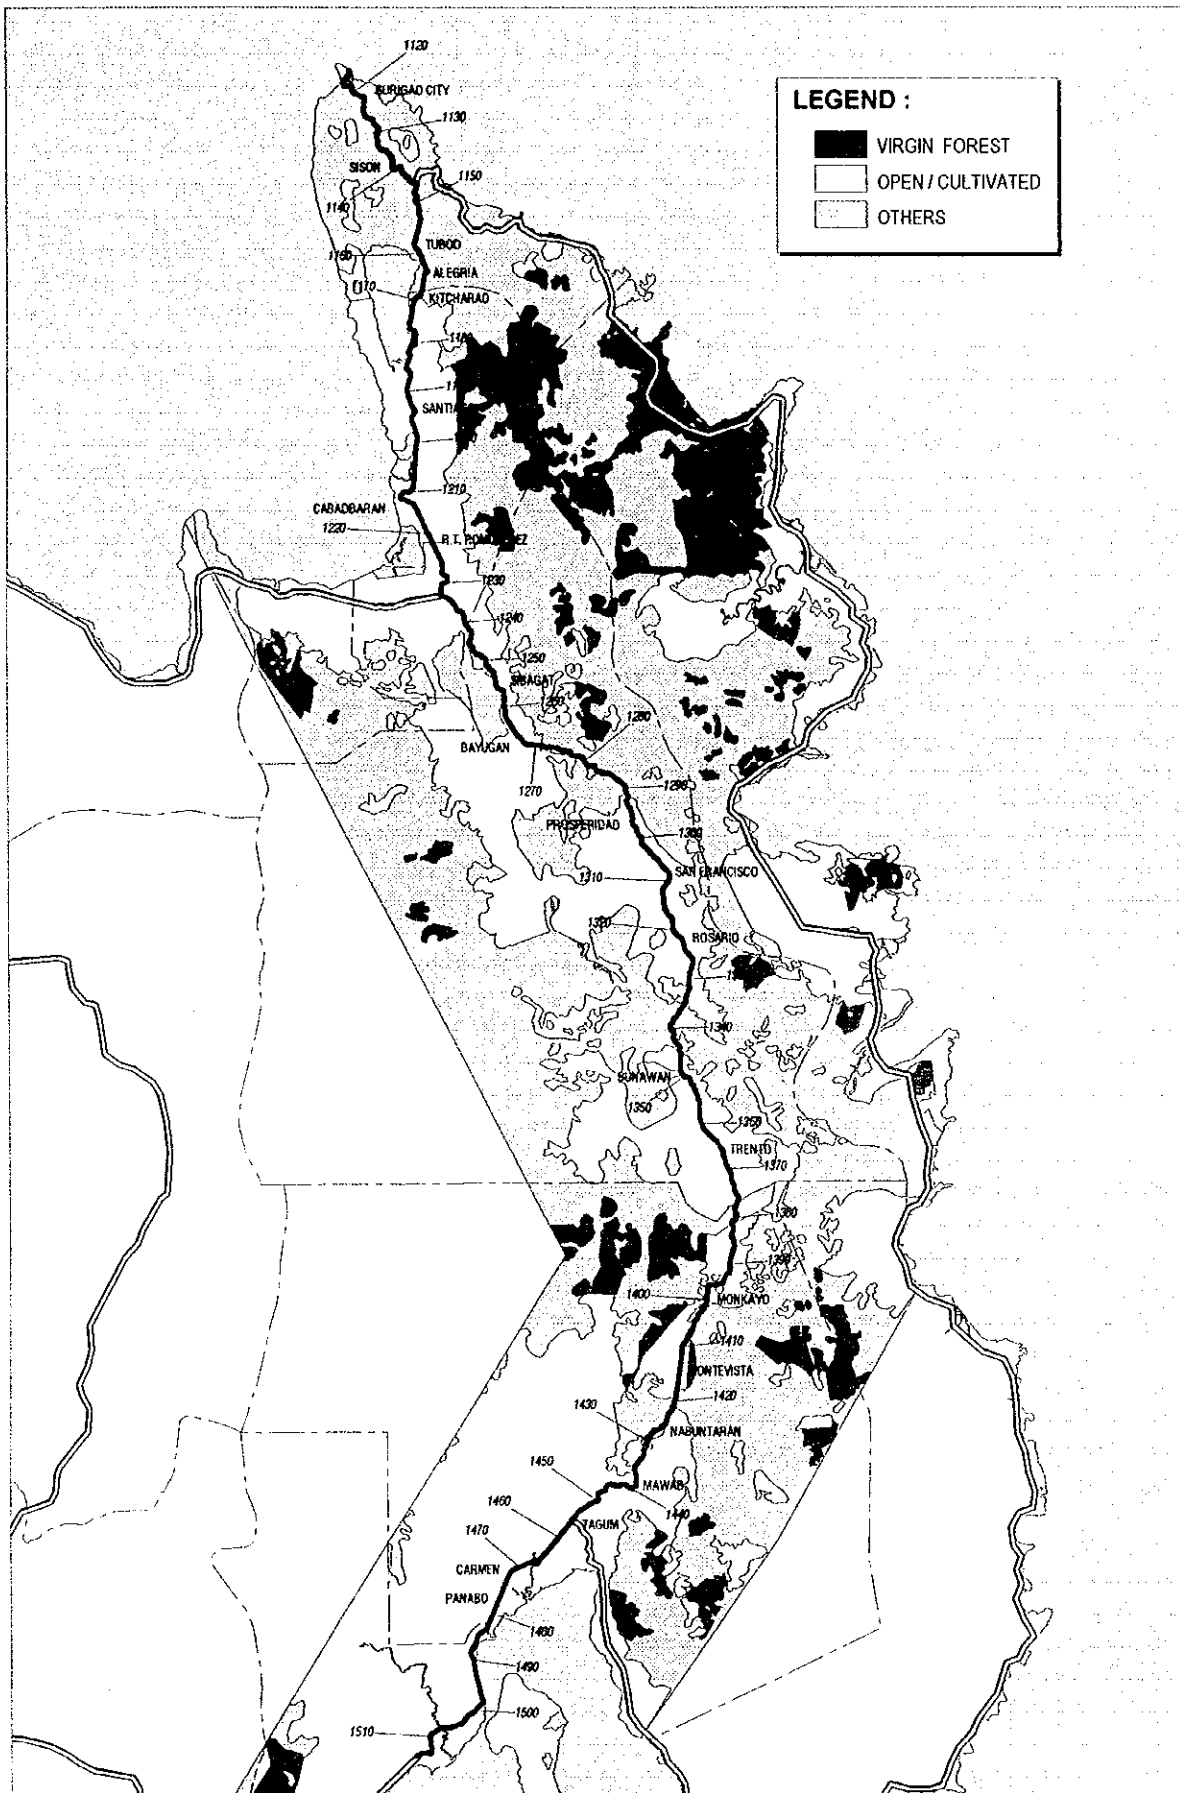 1120
SURIGAO CITY
LEGEND :
VIRGIN FOREST
OPEN / CULTIVATED
OTHERS
1130
SISON
1150
1140
TUBOD
1160
ALEGRIA
KITCHARAO
1210
CABADBARAN
1220
1230
1240
1250
SIBAGAT
1280
BAYUGAN
1270
1290
PROSPERIDAD
1300
SAN FRANCISCO
1310
1320
ROSARIO
1340
BUNAWAN
1350
1360
TRENTO
1370
1380
1390
1400
MONKAYO
1410
MONTEVISTA
1420
1430
NABUNTARAN
1450
MAWAB
1460
1440
TAGUM
1470
CARMEN
PANABO
1480
1490
1500
1510